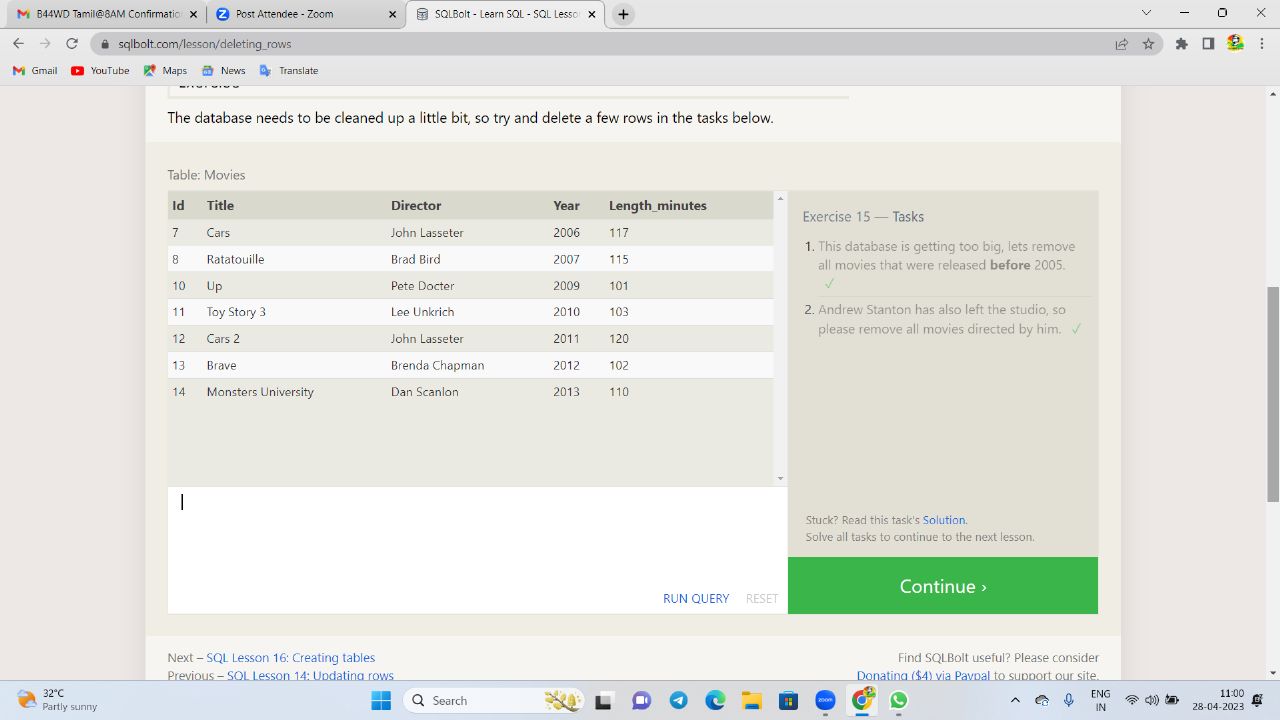 B44WD Tamil@8AM Confirmation
Post Attendee - Zoom
SQLBolt - Learn SQL - SQL Lesso
sqlbolt.com/lesson/deleting_rows
Gmail YouTube Maps News Translate
The database needs to be cleaned up a little bit, so try and delete a few rows in the tasks below.
Table: Movies
Id Title Director Year Length_minutes
7 Cars John Lasseter 2006 117
8 Ratatouille Brad Bird 2007 115
10 Up Pete Docter 2009 101
11 Toy Story 3 Lee Unkrich 2010 103
12 Cars 2 John Lasseter 2011 120
13 Brave Brenda Chapman 2012 102
14 Monsters University Dan Scanlon 2013 110
Exercise 15 — Tasks
1. This database is getting too big, lets remove
all movies that were released before 2005.
✓
2. Andrew Stanton has also left the studio, so
please remove all movies directed by him. ✓
Stuck? Read this task's Solution.
Solve all tasks to continue to the next lesson.
RUN QUERY RESET
Continue ›
Next – SQL Lesson 16: Creating tables
Previous – SQL Lesson 14: Updating rows
Find SQLBolt useful? Please consider
Donating ($4) via Paypal to support our site.
32°C
Partly sunny
Search
zoom
ENG
IN
11:00
28-04-2023